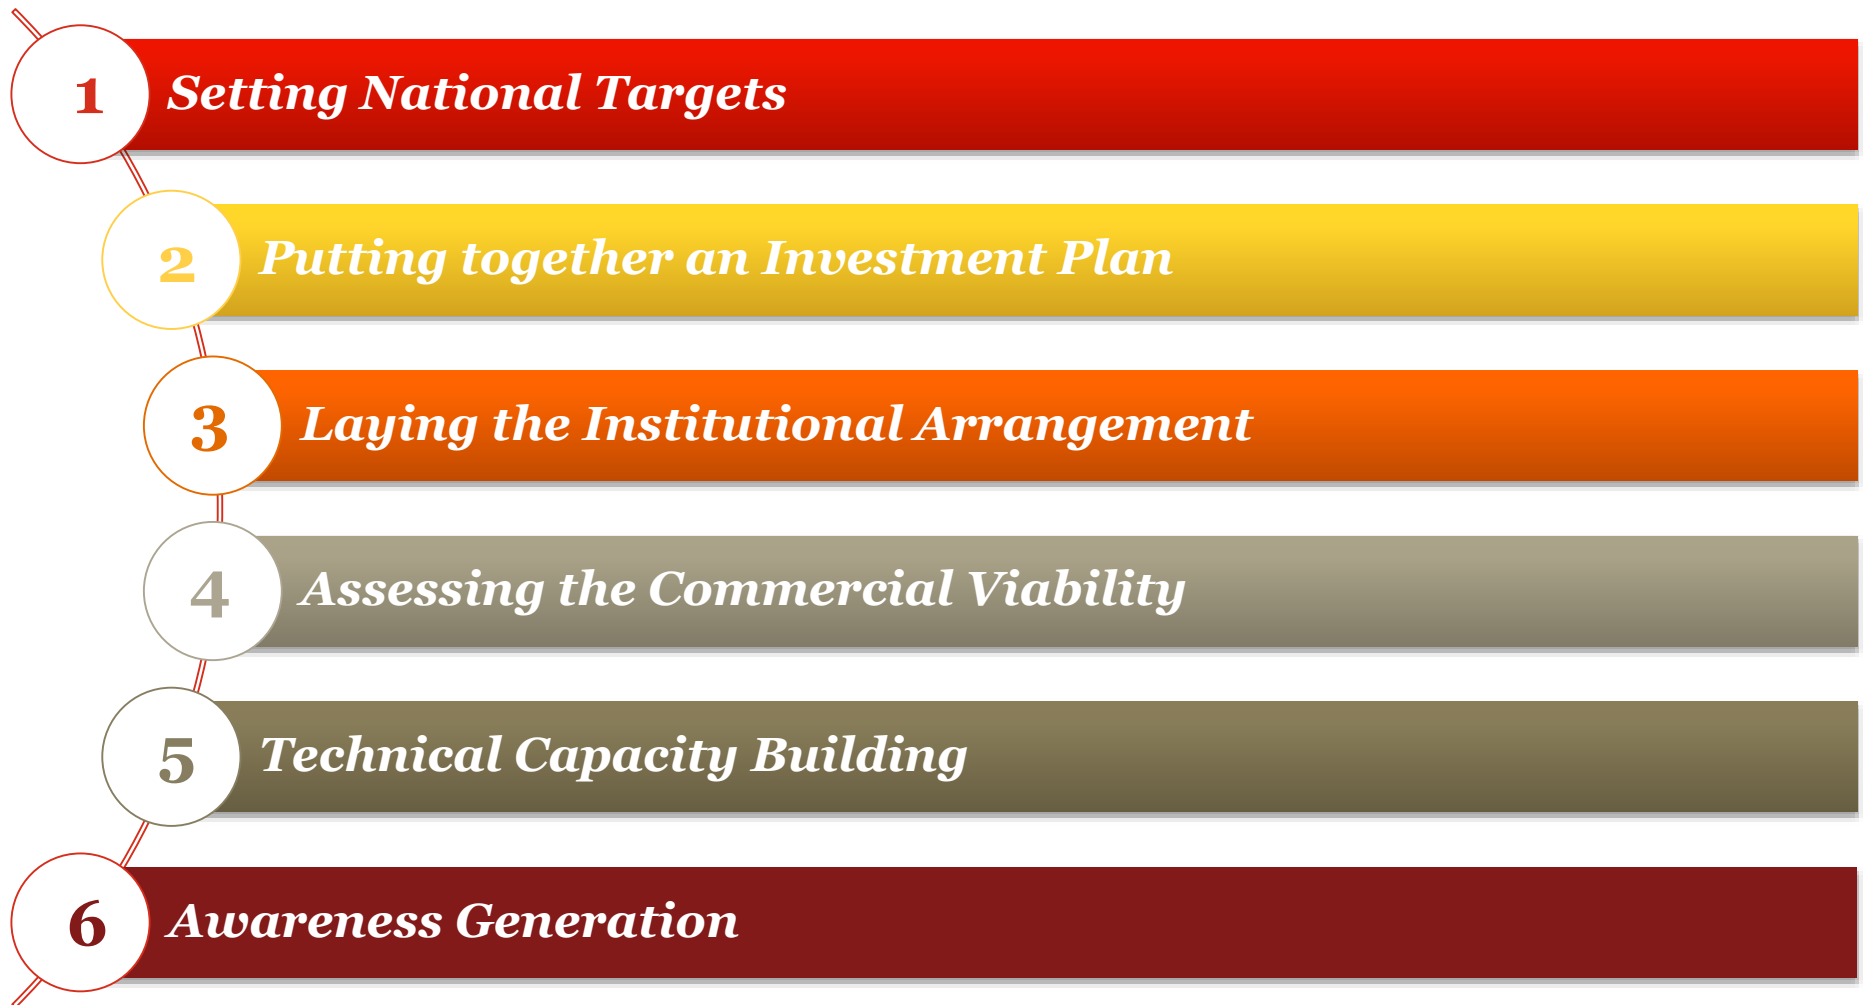 1 Setting National Targets
2 Putting together an Investment Plan
3 Laying the Institutional Arrangement
4 Assessing the Commercial Viability
5 Technical Capacity Building
6 Awareness Generation